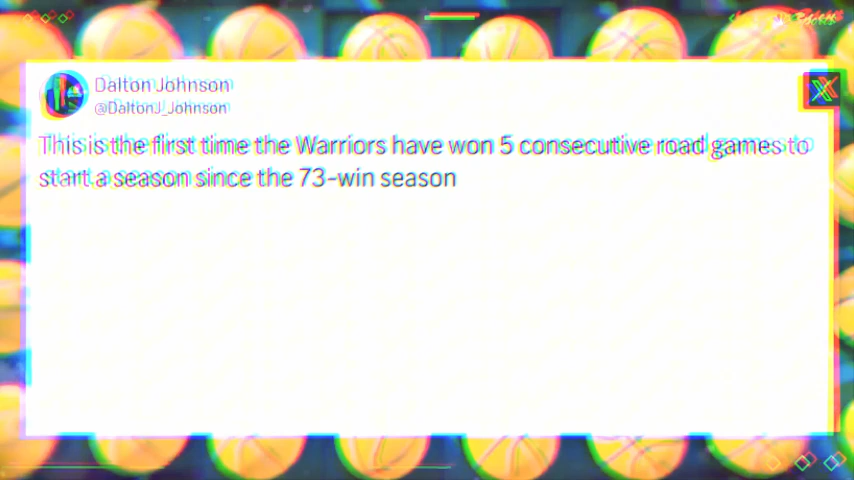 Dalton Johnson
@DaltonJ_Johnson
This is the first time the Warriors have won 5 consecutive road games to
start a season since the 73-win season